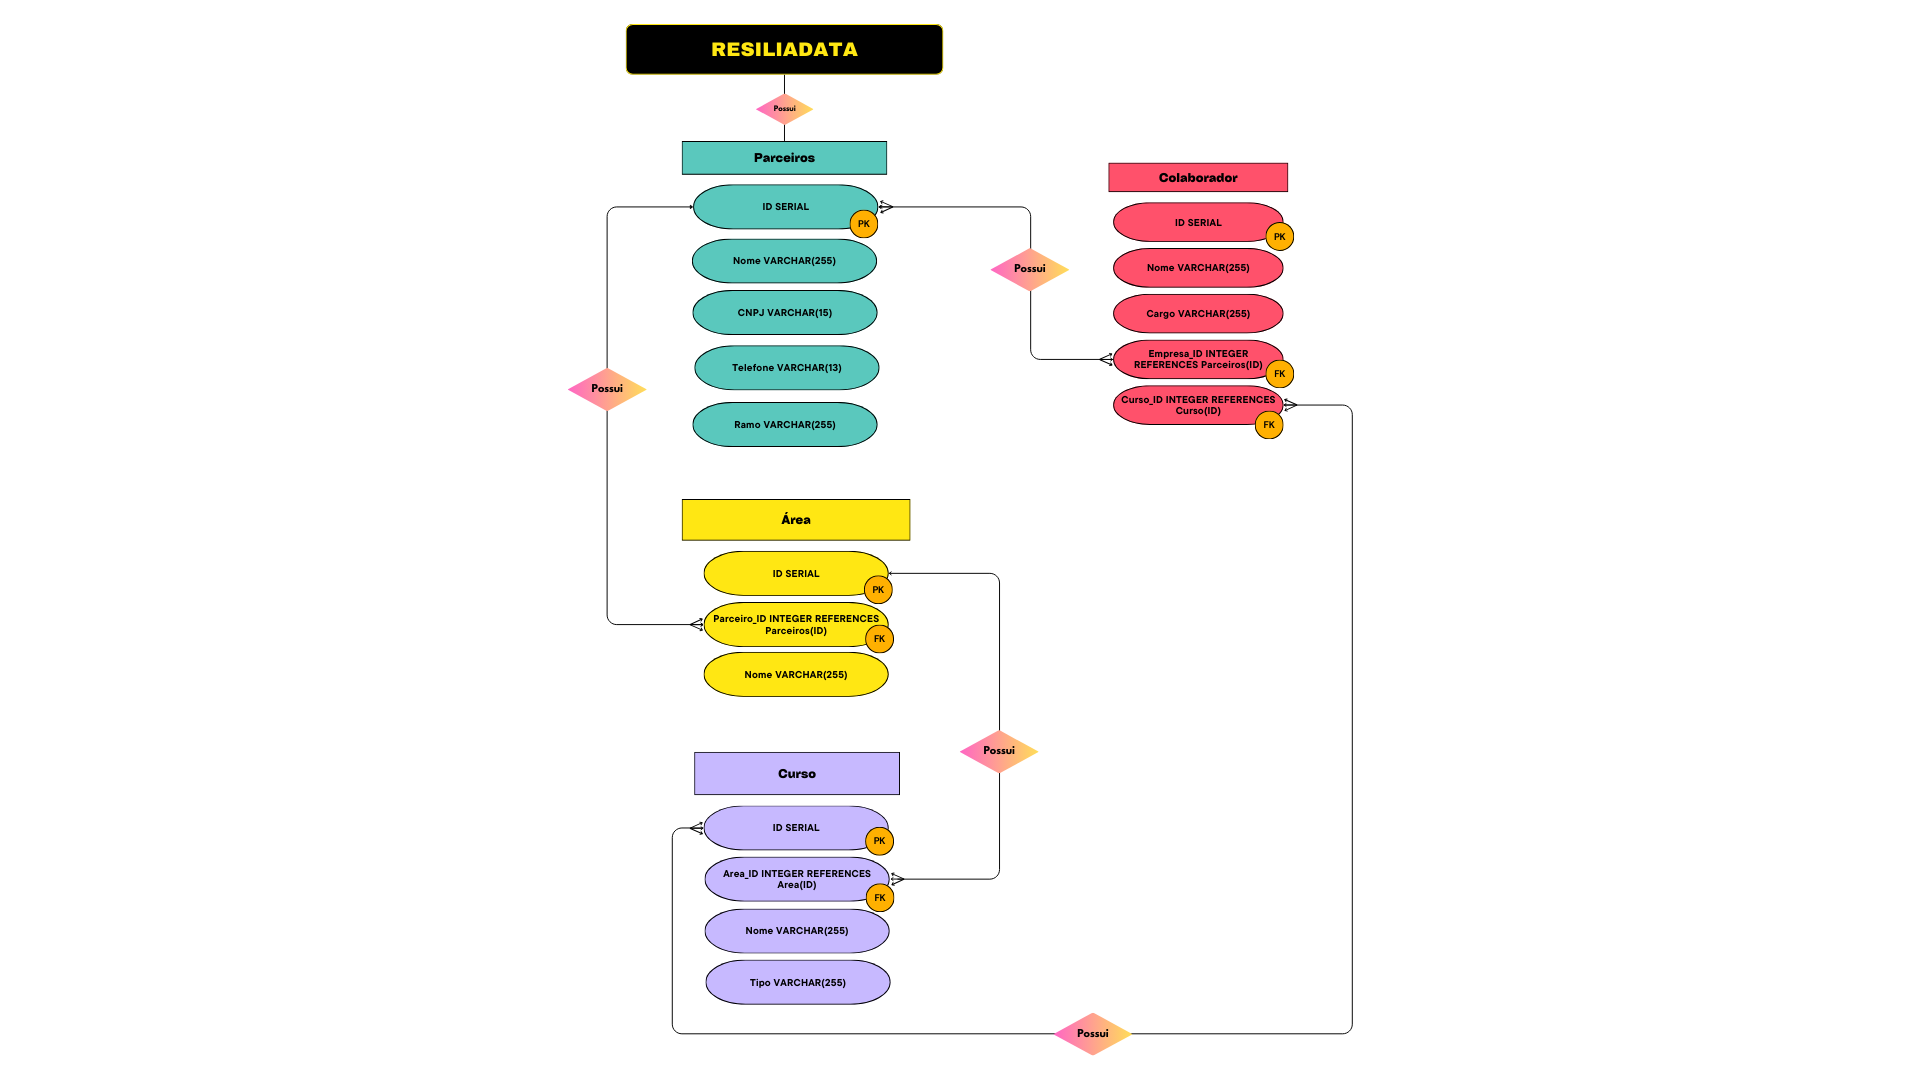 RESILIADATA
Possui
Parceiros
ID SERIAL
PK
Nome VARCHAR(255)
CNPJ VARCHAR(15)
Telefone VARCHAR(13)
Ramo VARCHAR(255)
Possui
Possui
Colaborador
ID SERIAL
PK
Nome VARCHAR(255)
Cargo VARCHAR(255)
Empresa_ID INTEGER
REFERENCES Parceiros(ID)
FK
Curso_ID INTEGER REFERENCES
Curso(ID)
FK
Área
ID SERIAL
PK
Parceiro_ID INTEGER REFERENCES
Parceiros(ID)
FK
Nome VARCHAR(255)
Possui
Curso
ID SERIAL
PK
Area_ID INTEGER REFERENCES
Area(ID)
FK
Nome VARCHAR(255)
Tipo VARCHAR(255)
Possui